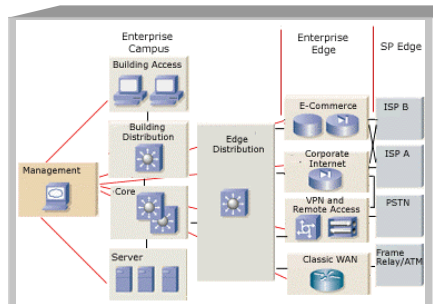 Enterprise
Campus
Enterprise
Edge
SP Edge
Building Access
Building
Distribution
Management
Core
Server
Edge
Distribution
E-Commerce
Corporate
Internet
VPN and
Remote Access
Classic WAN
ISP B
ISP A
PSTN
Frame
Relay/ATM